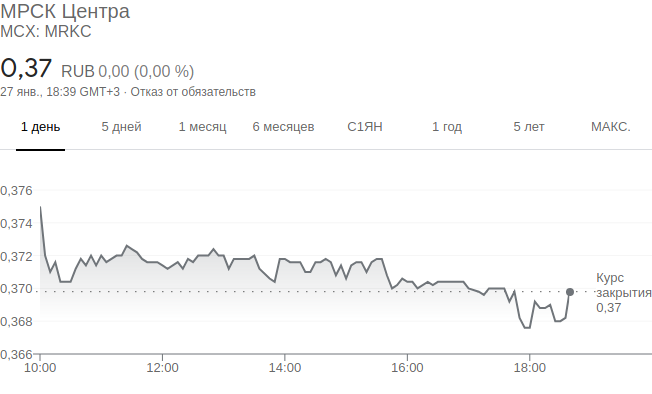 МРСК Центра
MCX: MRKC
0,37 RUB 0,00 (0,00 %)
27 янв., 18:39 GMT+3 · Отказ от обязательств
1 день 5 дней 1 месяц 6 месяцев С1ЯН 1 год 5 лет МАКС.
0,376
0,374
0,372
0,370
0,368
0,366
Курс
закрытия
0,37
10:00 12:00 14:00 16:00 18:00